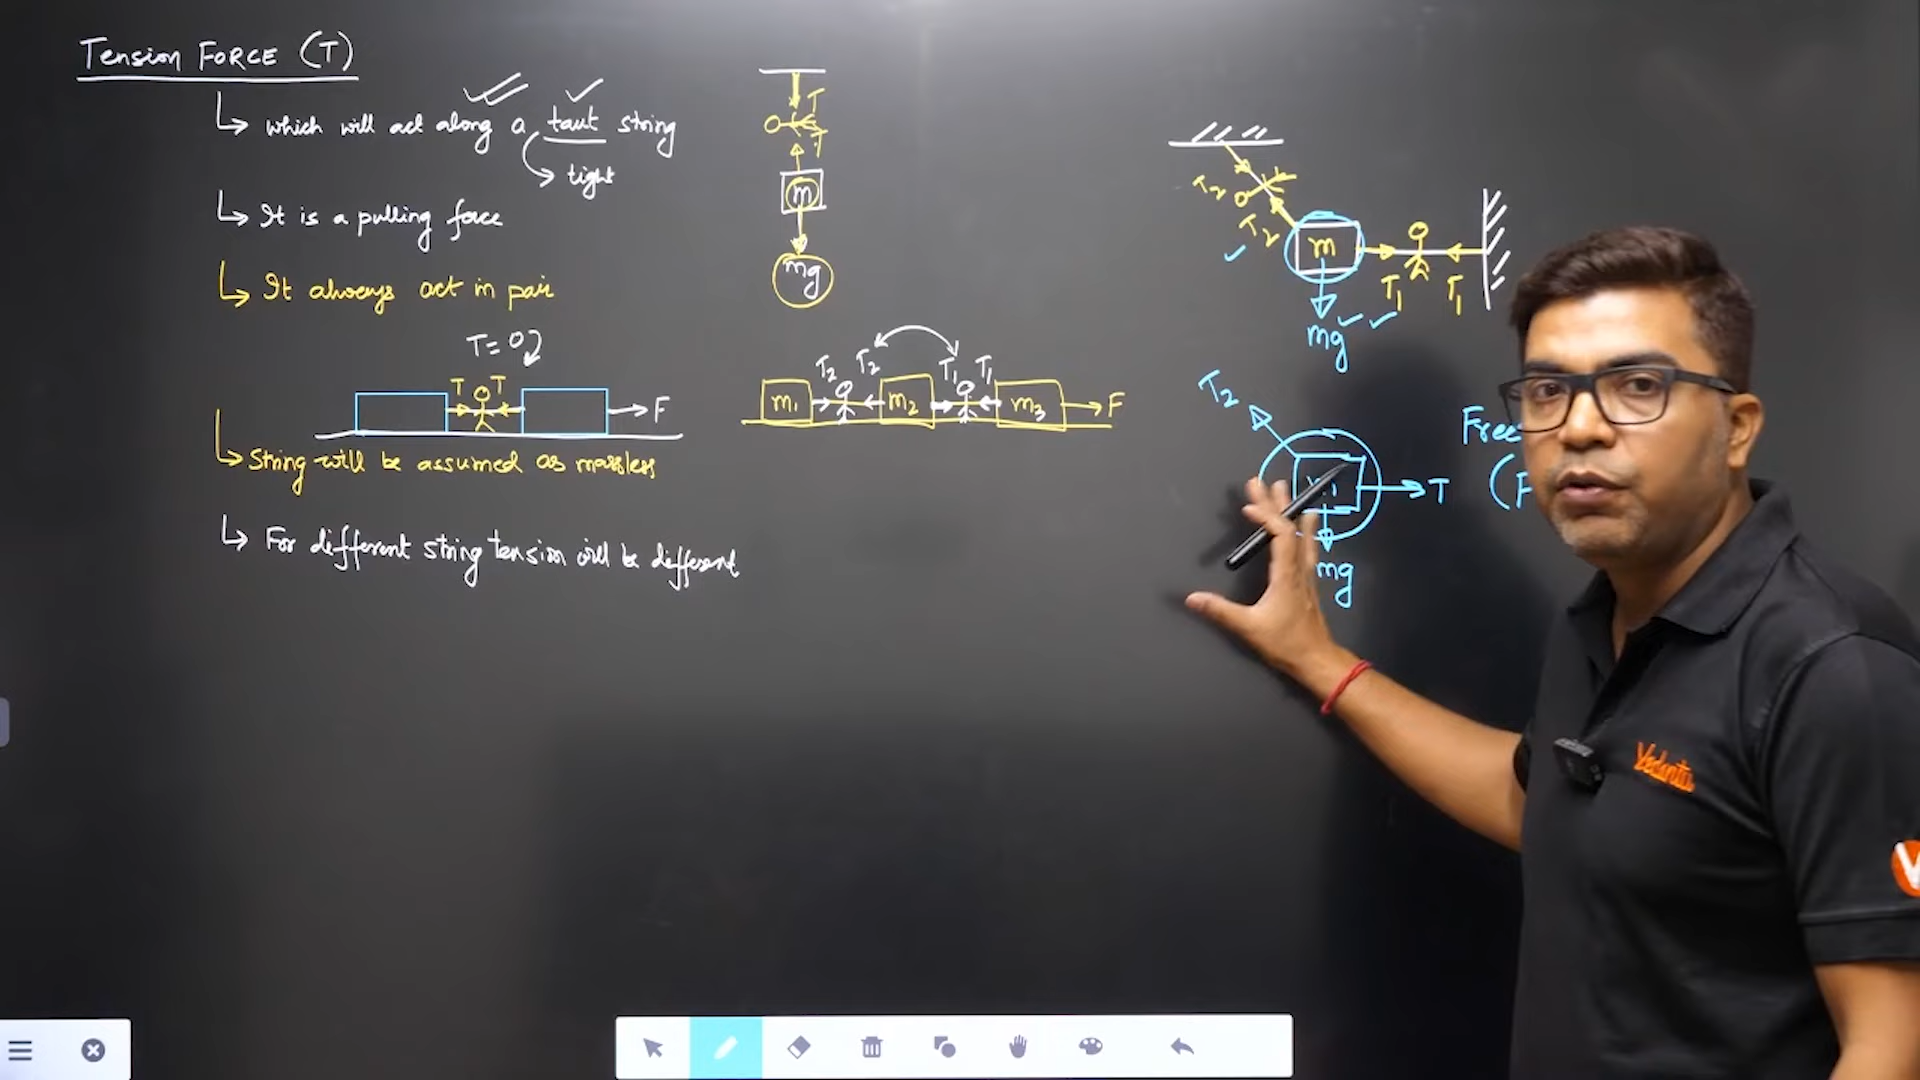 Tension FORCE (T)
which will act along a taut string
tight
It is a pulling force
It always act in pair
T=0
T T
F
String will be assumed as massless
For different string tension will be different
T
T
m
mg
T2 T2 T1 T1
m1 m2 m3 F
T2
T2
m
T1 T1
mg
T2
Free
T
(F
mg
Vedantu
V